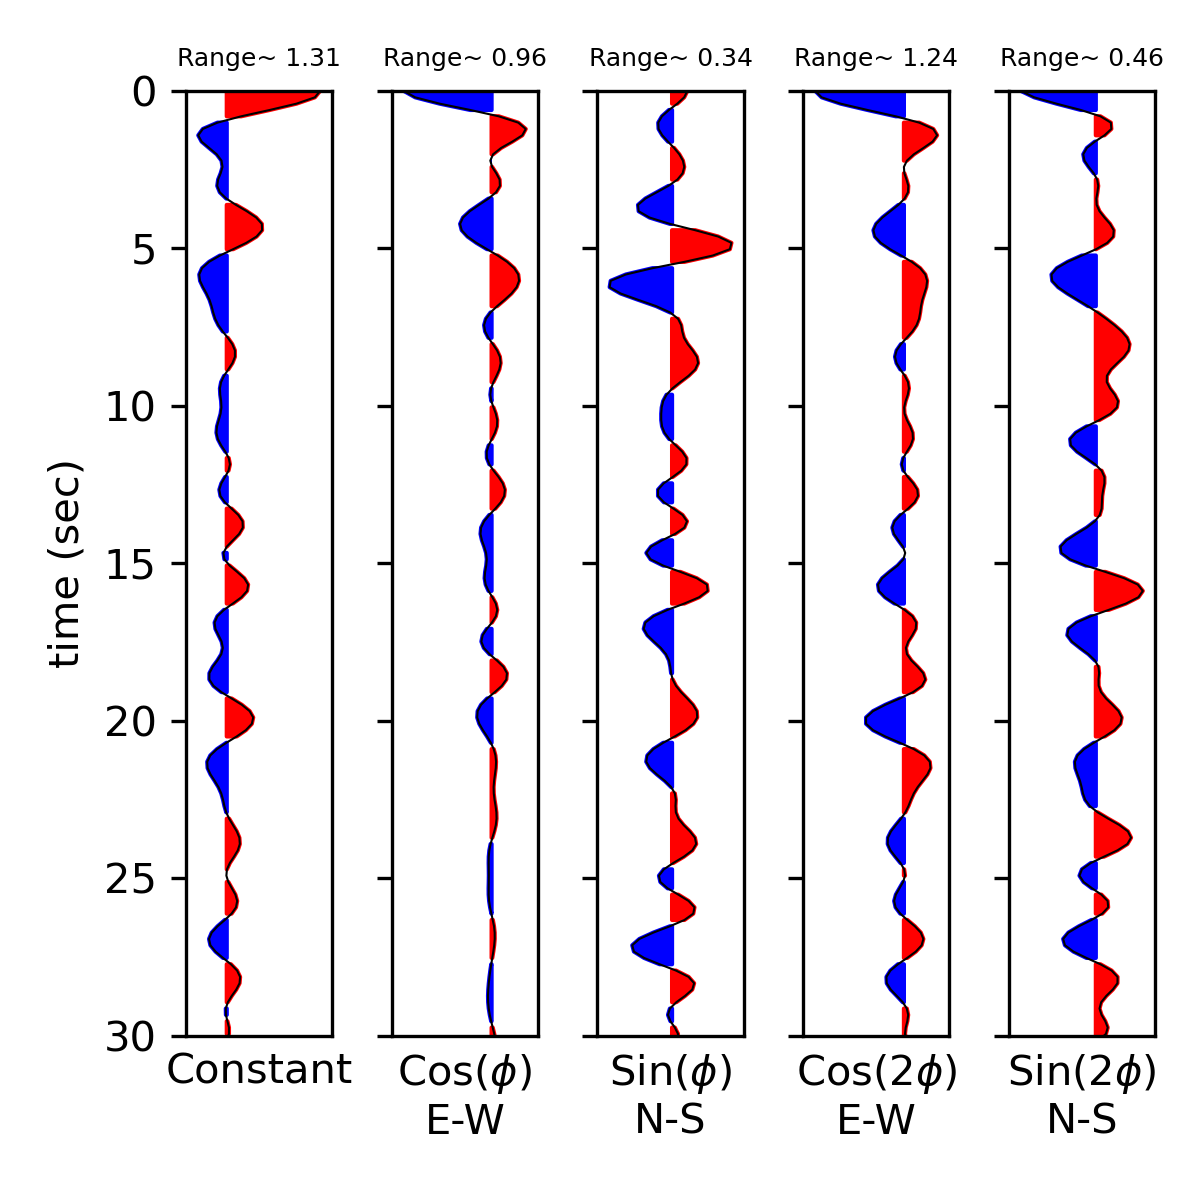 Range~ 1.31 Range~ 0.96 Range~ 0.34 Range~ 1.24 Range~ 0.46
0
5
10
15
20
25
30
time (sec)
Constant Cos(ϕ) Sin(ϕ) Cos(2ϕ) Sin(2ϕ)
E-W N-S E-W N-S